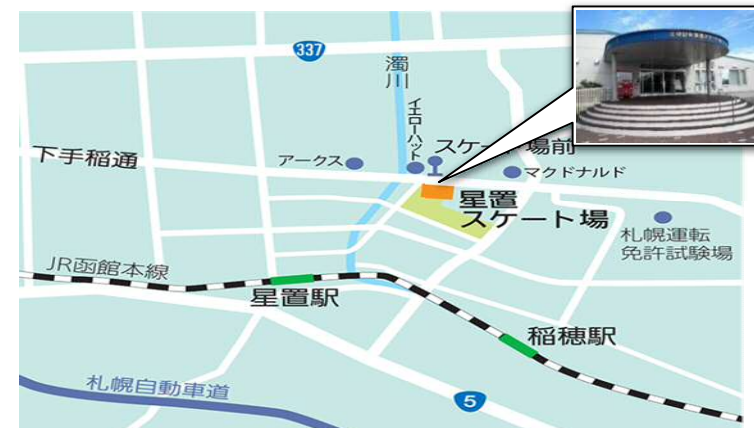 337
濁川
イエローハット
スケート場前
下手稲通
アークス
マクドナルド
星置
スケート場
札幌運転
免許試験場
JR函館本線
星置駅
稲穂駅
札幌自動車道
5